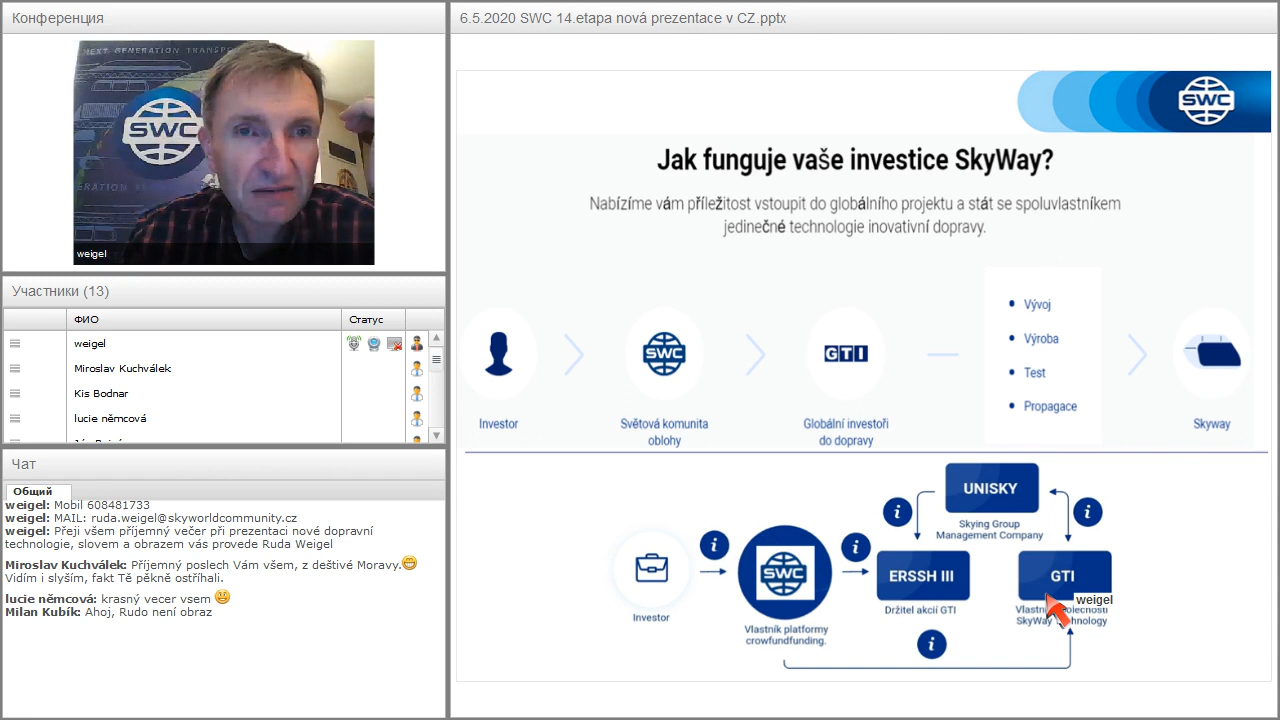 Конференция
NEXT GENERATION TRANSP
SWC
weigel
Участники (13)
ФИО
Статус
weigel
Miroslav Kuchválek
Kis Bodnar
lucie němcová
Чат
Общий
weigel: Mobil 608481733
weigel: MAIL: ruda.weigel@skyworldcommunity.cz
weigel: Přeji všem příjemný večer při prezentaci nové dopravní
technologie, slovem a obrazem vás provede Ruda Weigel
Miroslav Kuchválek: Příjemný poslech Vám všem, z deštivé Moravy.
Vidím i slyším, fakt Tě pěkně ostříhali.
lucie němcová: krasný vecer vsem
Milan Kubík: Ahoj, Rudo není obraz
6.5.2020 SWC 14.etapa nová prezentace v CZ.pptx
SWC
Jak funguje vaše investice SkyWay?
Nabízíme vám příležitost vstoupit do globálního projektu a stát se spoluvlastníkem
jedinečné technologie inovativní dopravy.
Investor
SWC
Světová komunita
oblohy
GTI
Globální investoři
do dopravy
Vývoj
Výroba
Test
Propagace
Skyway
Investor
SWC
Vlastník platformy
crowfundfunding.
ERSSH III
Držitel akcií GTI
UNISKY
Skying Group
Management Company
GTI
weigel
SkyWay